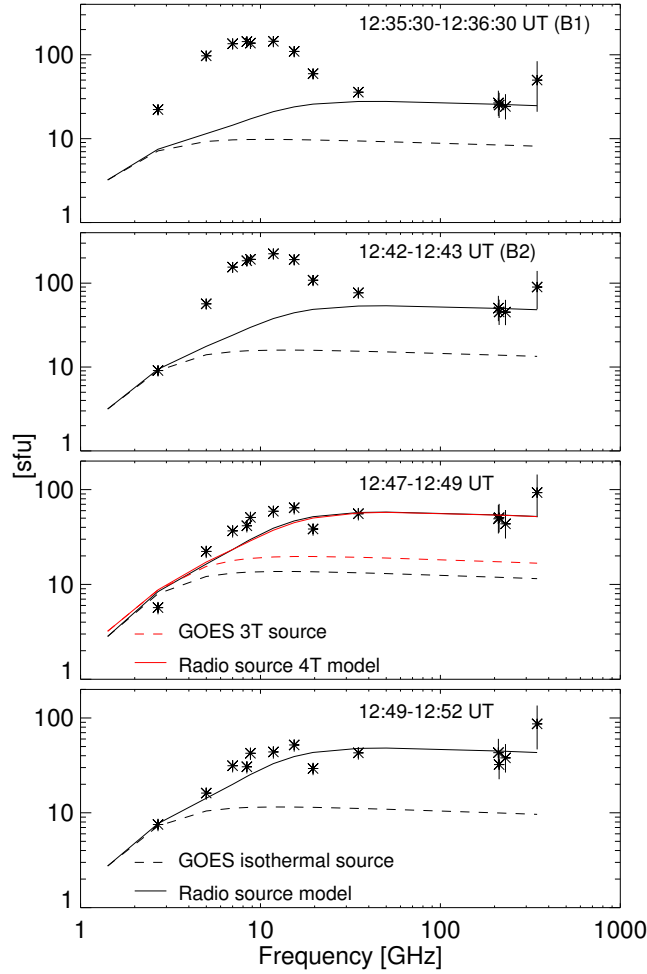 12:35:30-12:36:30 UT (B1)
100
10
1
12:42-12:43 UT (B2)
100
10
1
[sfu]
12:47-12:49 UT
100
10
1
GOES 3T source
Radio source 4T model
12:49-12:52 UT
100
10
1
GOES isothermal source
Radio source model
1 10 100 1000
Frequency [GHz]